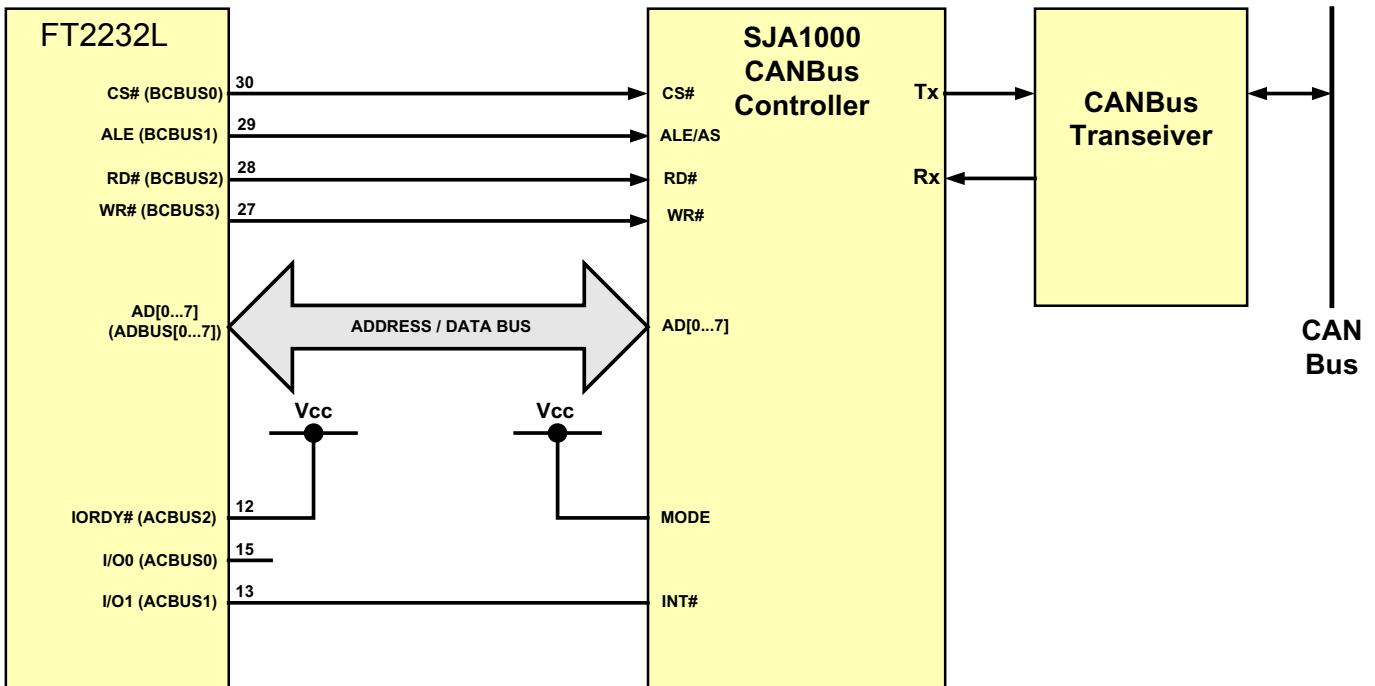 FT2232L
CS# (BCBUS0)
30
ALE (BCBUS1)
29
RD# (BCBUS2)
28
WR# (BCBUS3)
27
AD[0...7]
(ADBUS[0...7])
ADDRESS / DATA BUS
Vcc
Vcc
IORDY# (ACBUS2)
12
I/O0 (ACBUS0)
15
I/O1 (ACBUS1)
13
SJA1000
CANBus
Controller
CS#
ALE/AS
RD#
WR#
AD[0...7]
MODE
INT#
Tx
Rx
CANBus
Transeiver
CAN
Bus